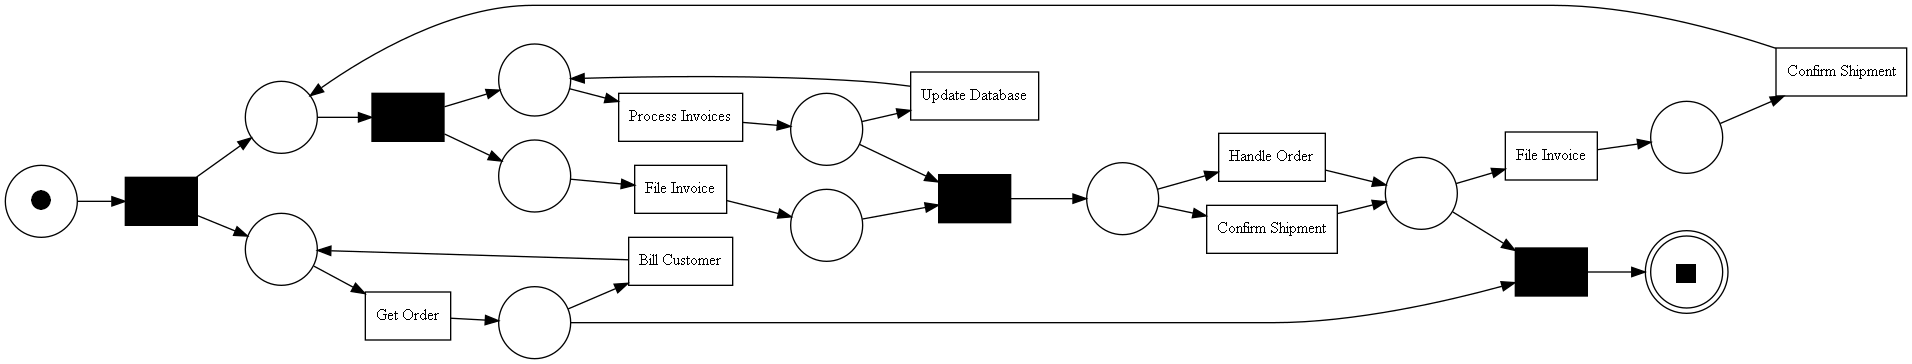 Confirm Shipment
Update Database
Process Invoices
Handle Order
File Invoice
File Invoice
Confirm Shipment
Bill Customer
Get Order